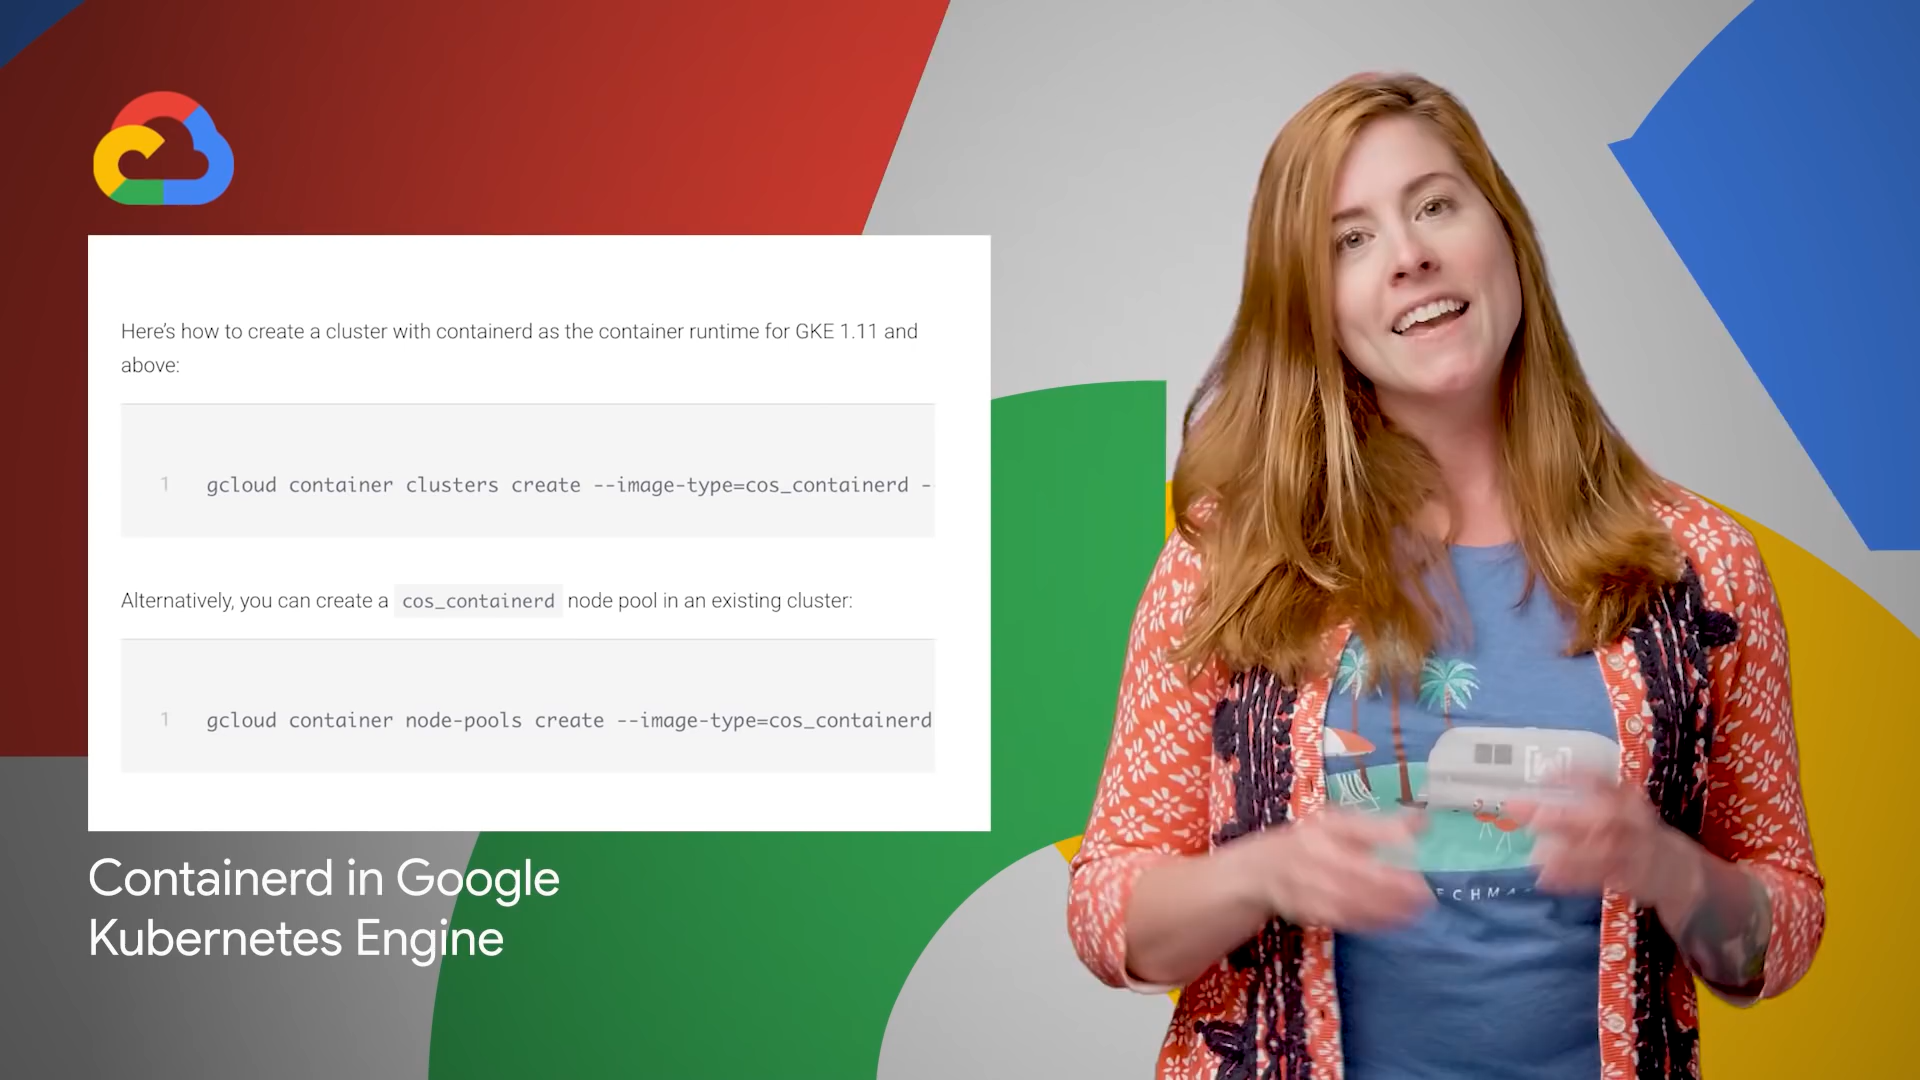 Here's how to create a cluster with containerd as the container runtime for GKE 1.11 and
above:
1 gcloud container clusters create --image-type=cos_containerd -
Alternatively, you can create a cos_containerd node pool in an existing cluster:
1 gcloud container node-pools create --image-type=cos_containerd
Containerd in Google
Kubernetes Engine